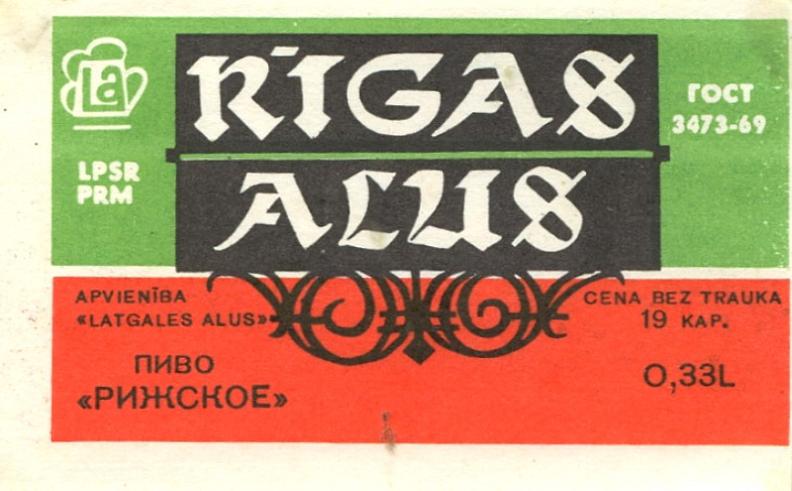 RĪGAS
ALUS
La
LPSR
PRM
ГОСТ
3473-69
APVIENĪBA
«LATGALES ALUS»
ПИВО
«РИЖСКОЕ»
CENA BEZ TRAUKA
19 KAP.
0,33L